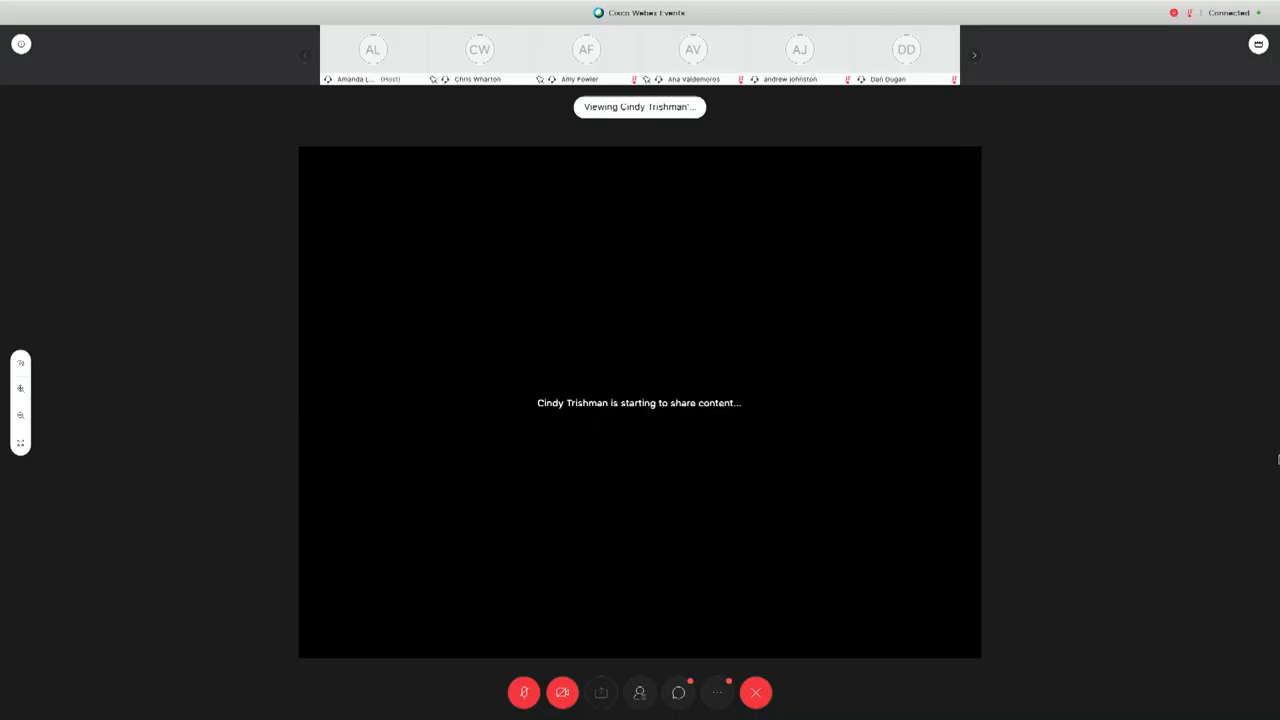 Cisco Webex Events
Connected
AL CW AF AV AJ DD
Amanda L... (Host) Chris Wharton Amy Fowler Ana Valdemoros andrew johnston Dan Dugan
Viewing Cindy Trishman'...
Cindy Trishman is starting to share content...